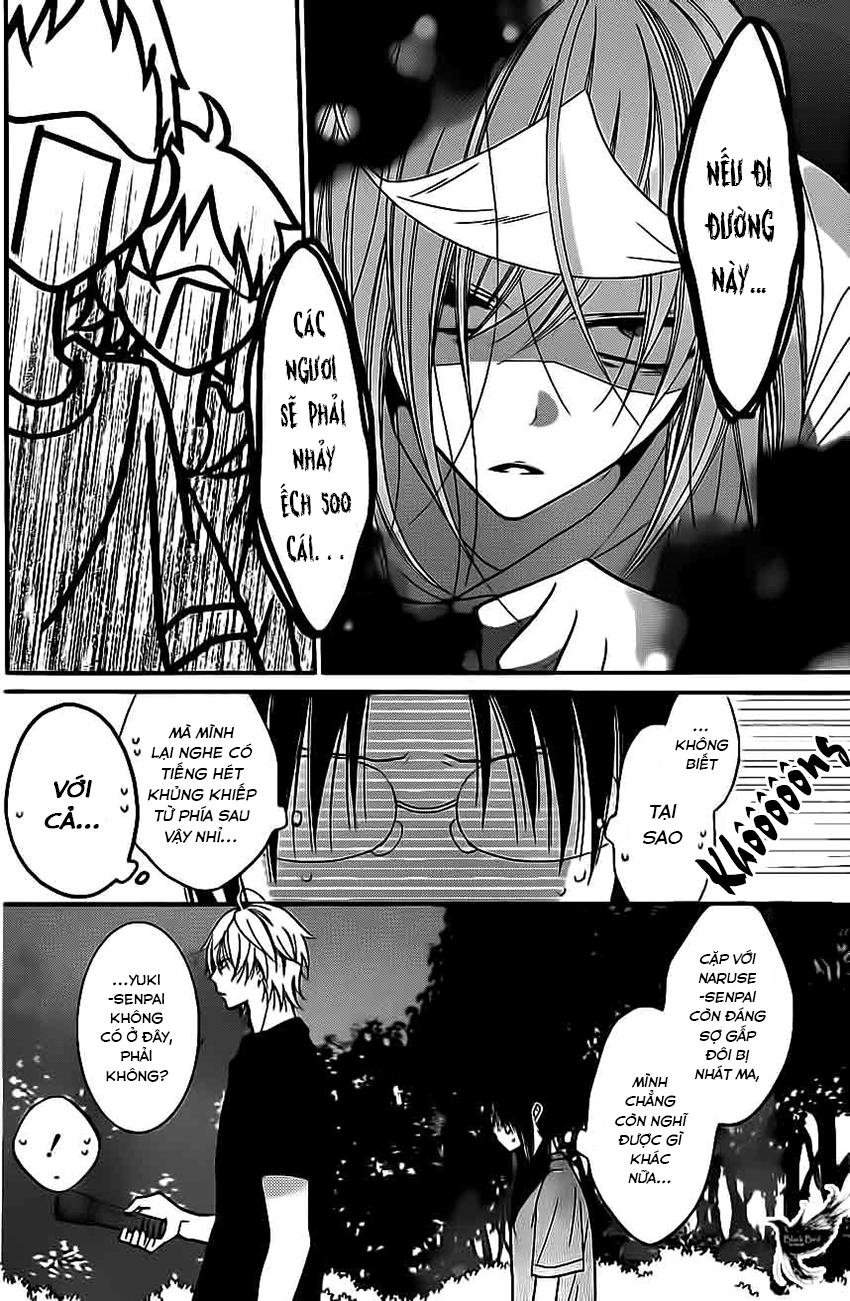 NẾU ĐI
ĐƯỜNG
NÀY...
CÁC
NGƯƠI
SẼ PHẢI
NHẢY
ẾCH 500
CÁI. . .
Khôôôôôông
...
KHÔNG
BIẾT
TẠI
SAO
MÀ MÌNH
LẠI NGHE CÓ
TIẾNG HÉT
KHỦNG KHIẾP
TỪ PHÍA SAU
VẬY NHỈ...
VỚI
CẢ...
CẶP VỚI
NARUSE
-SENPAI
CÒN ĐÁNG
SỢ GẤP
ĐÔI BỊ
NHÁT MA,
MÌNH
CHẲNG
CÒN NGHĨ
ĐƯỢC GÌ
KHÁC
NỮA...
...YUKI
-SENPAI
KHÔNG
CÓ Ở ĐÂY,
PHẢI
KHÔNG?
!
Black Bird